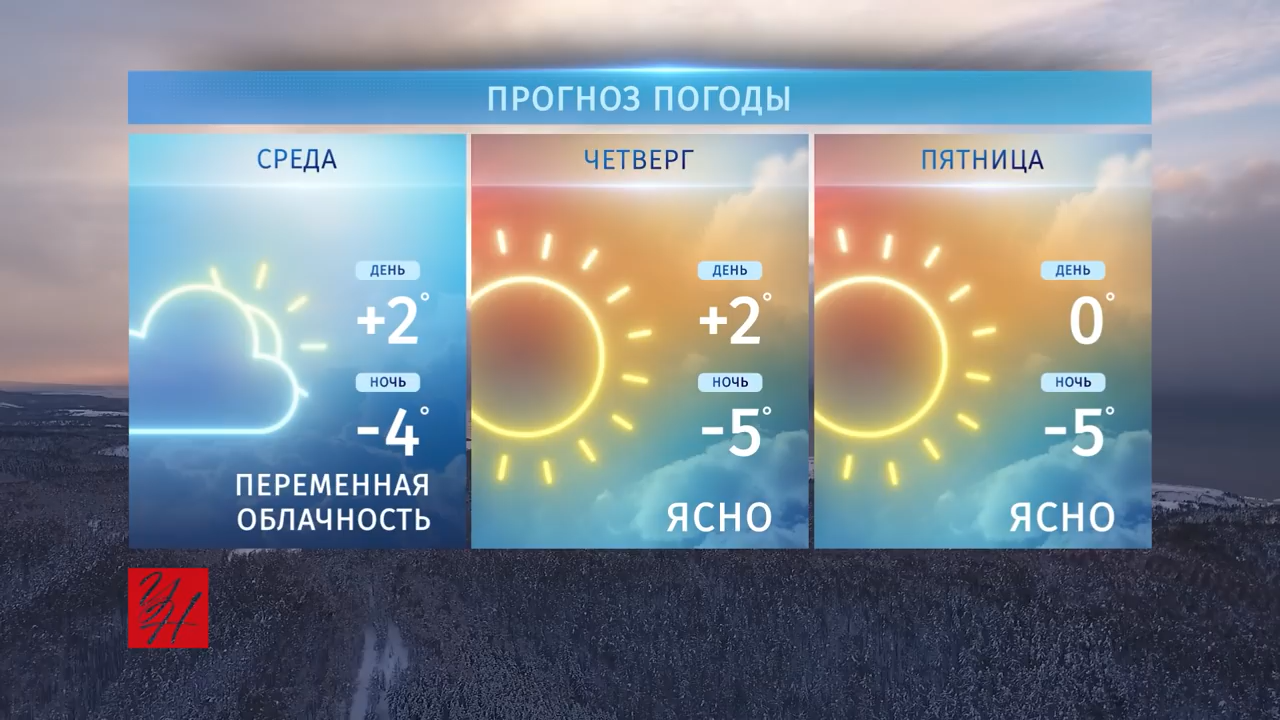 ПРОГНОЗ ПОГОДЫ
СРЕДА
ДЕНЬ
+2°
НОЧЬ
-4°
ПЕРЕМЕННАЯ
ОБЛАЧНОСТЬ
ЧЕТВЕРГ
ДЕНЬ
+2°
НОЧЬ
-5°
ЯСНО
ПЯТНИЦА
ДЕНЬ
0°
НОЧЬ
-5°
ЯСНО
УН